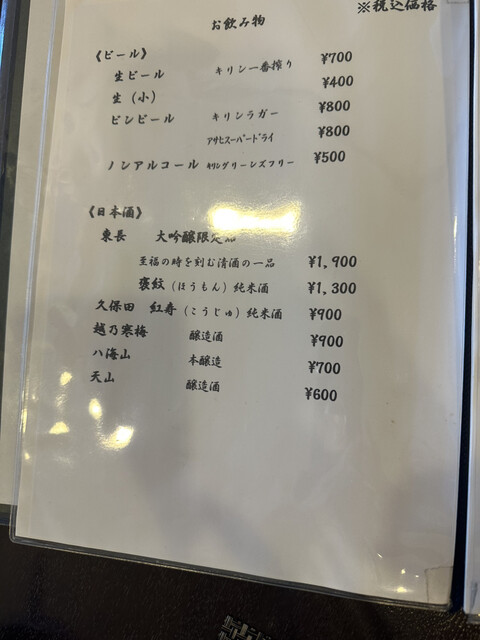 ※税込価格
お飲み物
《ビール》
生ビール キリン一番搾り ¥700
生(小) ¥400
ビンビール キリンラガー ¥800
アサヒスーパードライ ¥800
ノンアルコール キリングリーンズフリー ¥500
《日本酒》
東長 大吟醸限定品
至福の時を刻む清酒の一品 ¥1,900
褒紋(ほうもん)純米酒 ¥1,300
久保田 紅寿(こうじゅ)純米酒 ¥900
越乃寒梅 醸造酒 ¥900
八海山 本醸造 ¥700
天山 醸造酒 ¥600